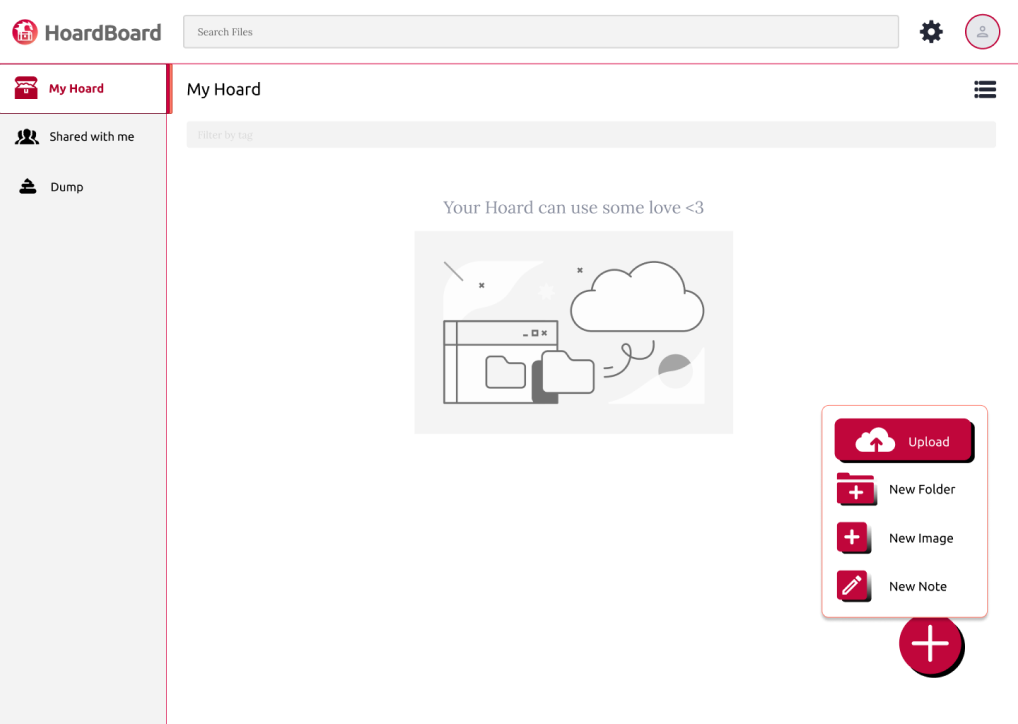 HoardBoard
Search Files
My Hoard
Shared with me
Dump
My Hoard
Filter by tag
Your Hoard can use some love <3
Upload
New Folder
New Image
New Note